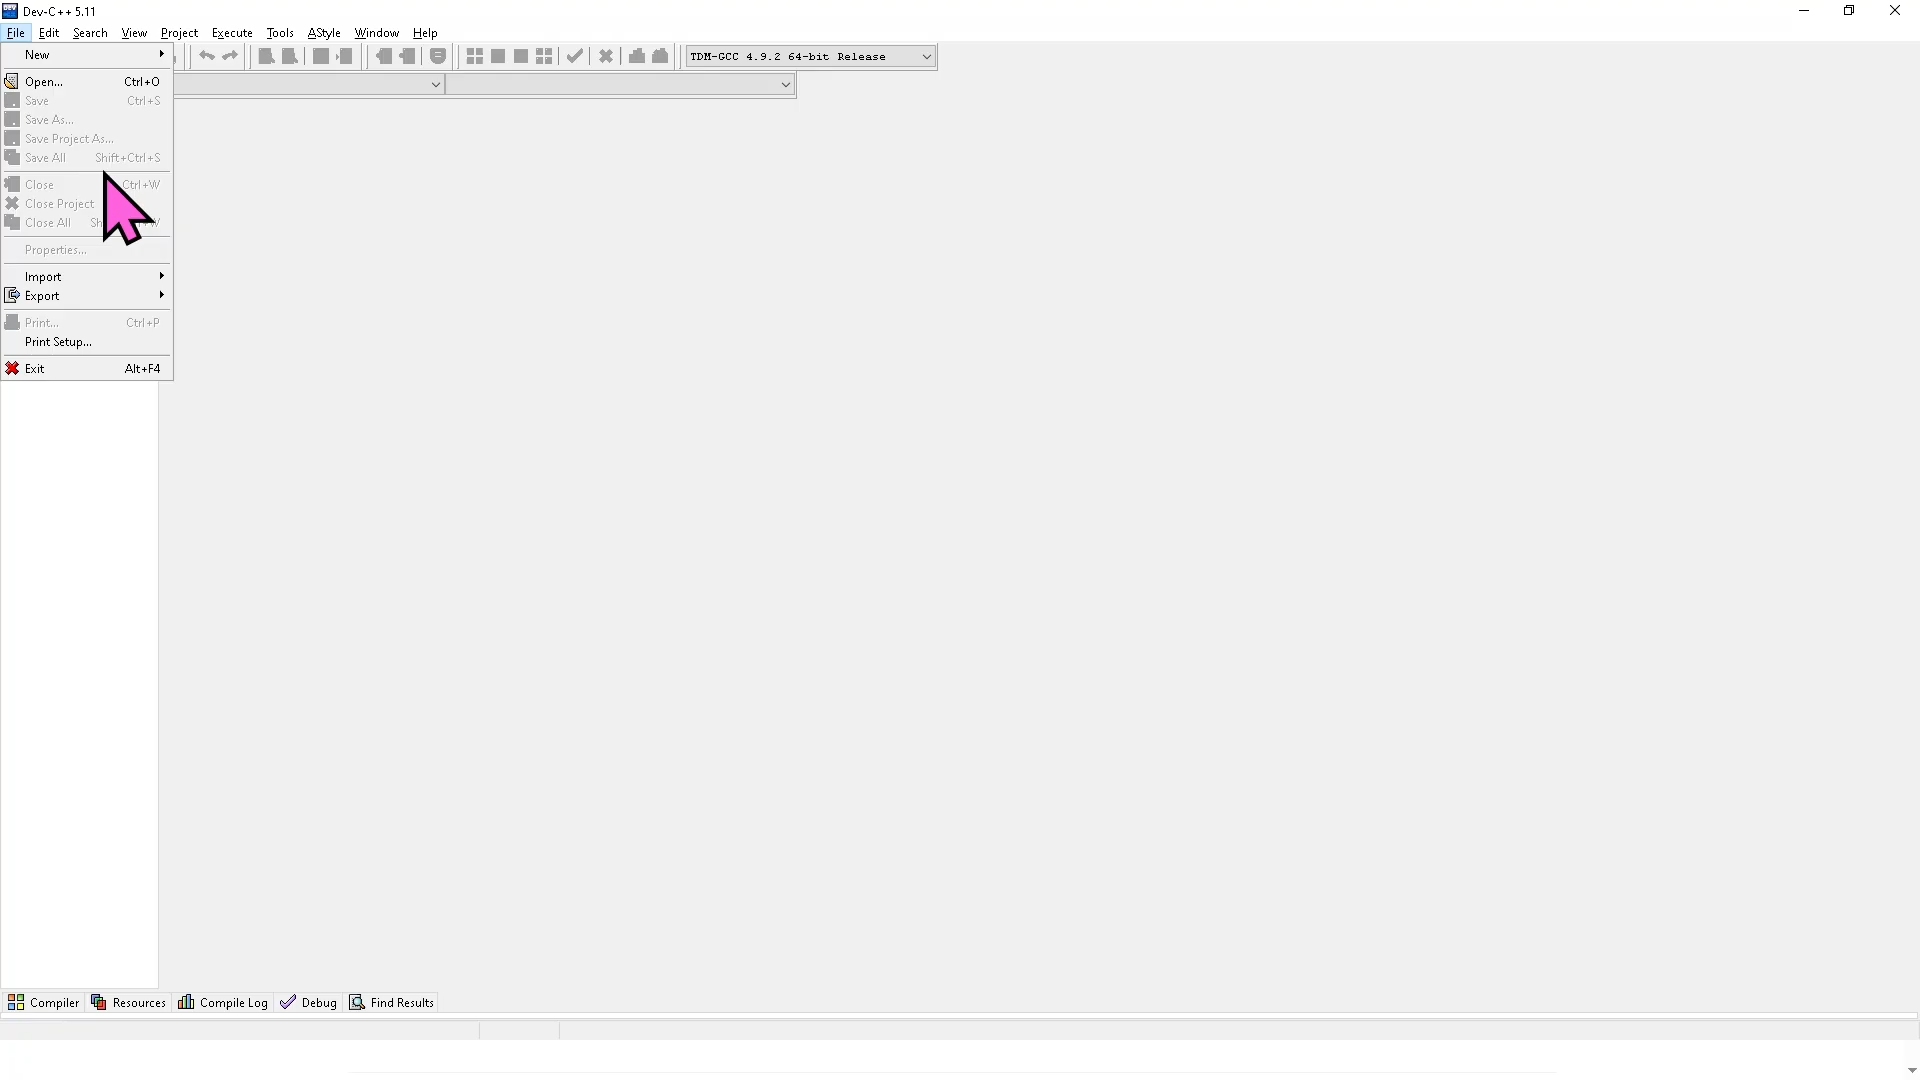 Dev-C++ 5.11
File Edit Search View Project Execute Tools AStyle Window Help
New
TDM-GCC 4.9.2 64-bit Release
Open... Ctrl+O
Save Ctrl+S
Save As...
Save Project As...
Save All Shift+Ctrl+S
Close Ctrl+W
Close Project
Close All
Properties...
Import
Export
Print... Ctrl+P
Print Setup...
Exit Alt+F4
Compiler Resources Compile Log Debug Find Results